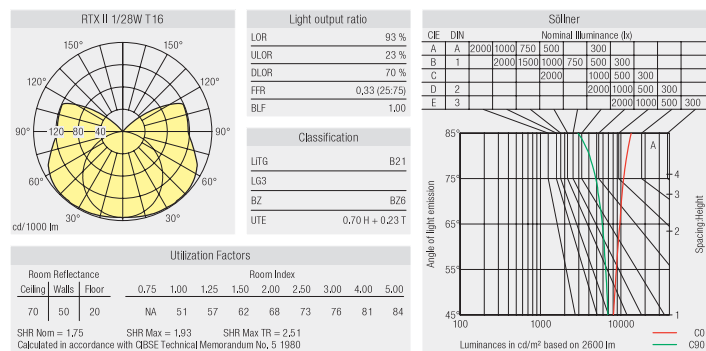 RTX II 1/28W T16
150° 150°
120° 120°
90° 120 80 40 90°
60° 60°
30° 30°
cd/1000 lm
Light output ratio
LOR 93 %
ULOR 23 %
DLOR 70 %
FFR 0,33 (25:75)
BLF 1.00
Classification
LiTG B21
LG3
BZ BZ6
UTE 0.70 H + 0.23 T
Utilization Factors
Room Reflectance Room Index
Ceiling Walls Floor 0.75 1.00 1.25 1.50 2.00 2.50 3.00 4.00 5.00
70 50 20 NA 51 57 62 68 73 76 81 84
SHR Nom = 1.75 SHR Max = 1,93 SHR Max TR = 2,51
Calculated in accordance with CIBSE Technical Memorandum No. 5 1980
Söllner
CIE DIN Nominal Illuminance (lx)
A A 2000 1000 750 500 300
B 1 2000 1500 1000 750 500 300
C 2000 1000 500 300
D 2 2000 1000 500 300
E 3 2000 1000 500 300
85°
A
75°
4
3
65°
2
55°
45°
1
Angle of light emission
Spacing:Height
100 1000 10000
C0
Luminances in cd/m² based on 2600 lm C90